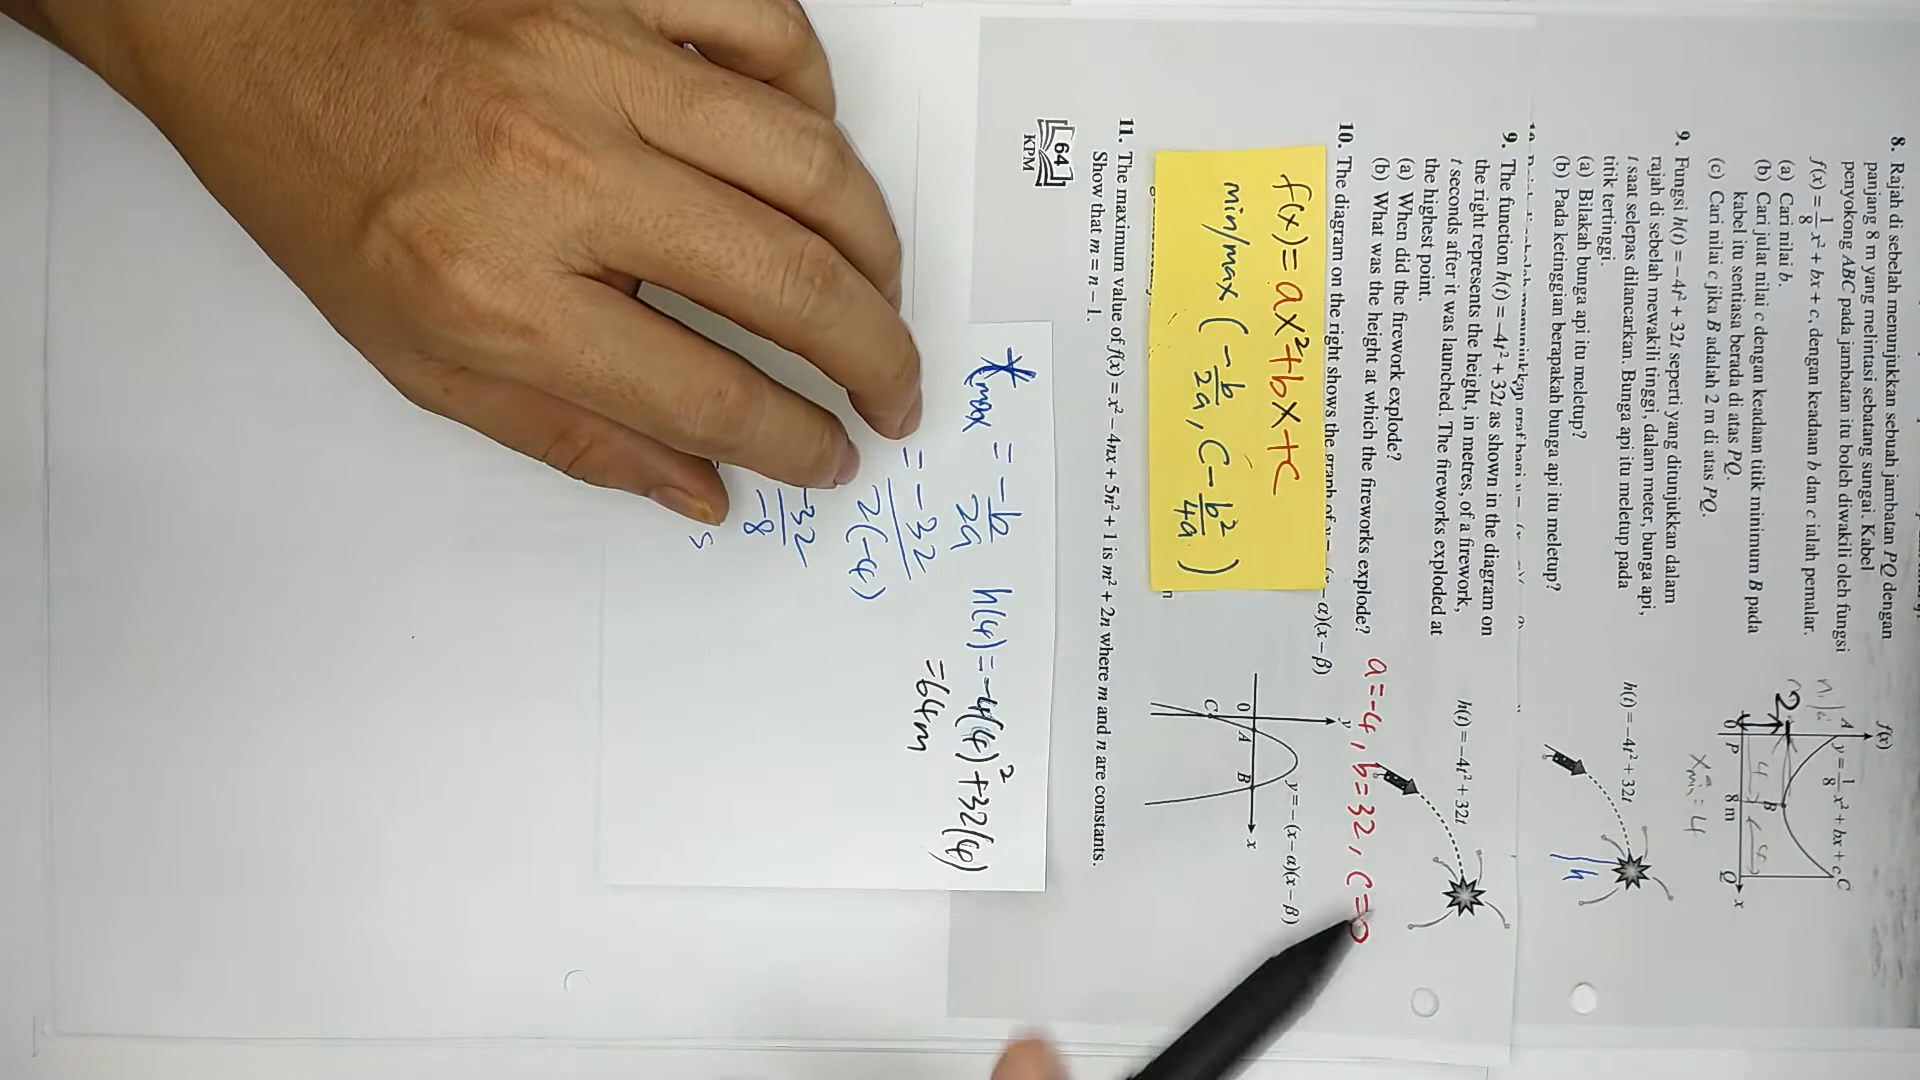 8. Rajah di sebelah menunjukkan sebuah jambatan PQ dengan
panjang 8 m yang melintasi sebatang sungai. Kabel
penyokong ABC pada jambatan itu boleh diwakili oleh fungsi
f(x) = 1/8 x² + bx + c, dengan keadaan b dan c ialah pemalar.
(a) Cari nilai b.
(b) Cari julat nilai c dengan keadaan titik minimum B pada
kabel itu sentiasa berada di atas PQ.
(c) Cari nilai c jika B adalah 2 m di atas PQ.
f(x)
A
y = 1/8 x² + bx + c
C
B
2
4
4
0
P
8 m
Q
x
x min = 4
9. Fungsi h(t) = –4t² + 32t seperti yang ditunjukkan dalam
rajah di sebelah mewakili tinggi, dalam meter, bunga api,
t saat selepas dilancarkan. Bunga api itu meletup pada
titik tertinggi.
(a) Bilakah bunga api itu meletup?
(b) Pada ketinggian berapakah bunga api itu meletup?
h(t) = –4t² + 32t
h
9. The function h(t) = –4t² + 32t as shown in the diagram on
the right represents the height, in metres, of a firework,
t seconds after it was launched. The fireworks exploded at
the highest point.
(a) When did the firework explode?
(b) What was the height at which the fireworks explode?
h(t) = –4t² + 32t
a = -4, b = 32, c = 0
10. The diagram on the right shows the graph of y = –(x – α)(x – β)
y
y = – (x – α)(x – β)
0
A
B
x
C
f(x) = ax² + bx + c
min/max ( -b/2a, c - b²/4a )
n
11. The maximum value of f(x) = x² – 4nx + 5n² + 1 is m² + 2n where m and n are constants.
Show that m = n – 1.
64
KPM
max = -b/2a
= -32/2(-4)
-32/-8
s
h(4) = -4(4)² + 32(4)
= 64m